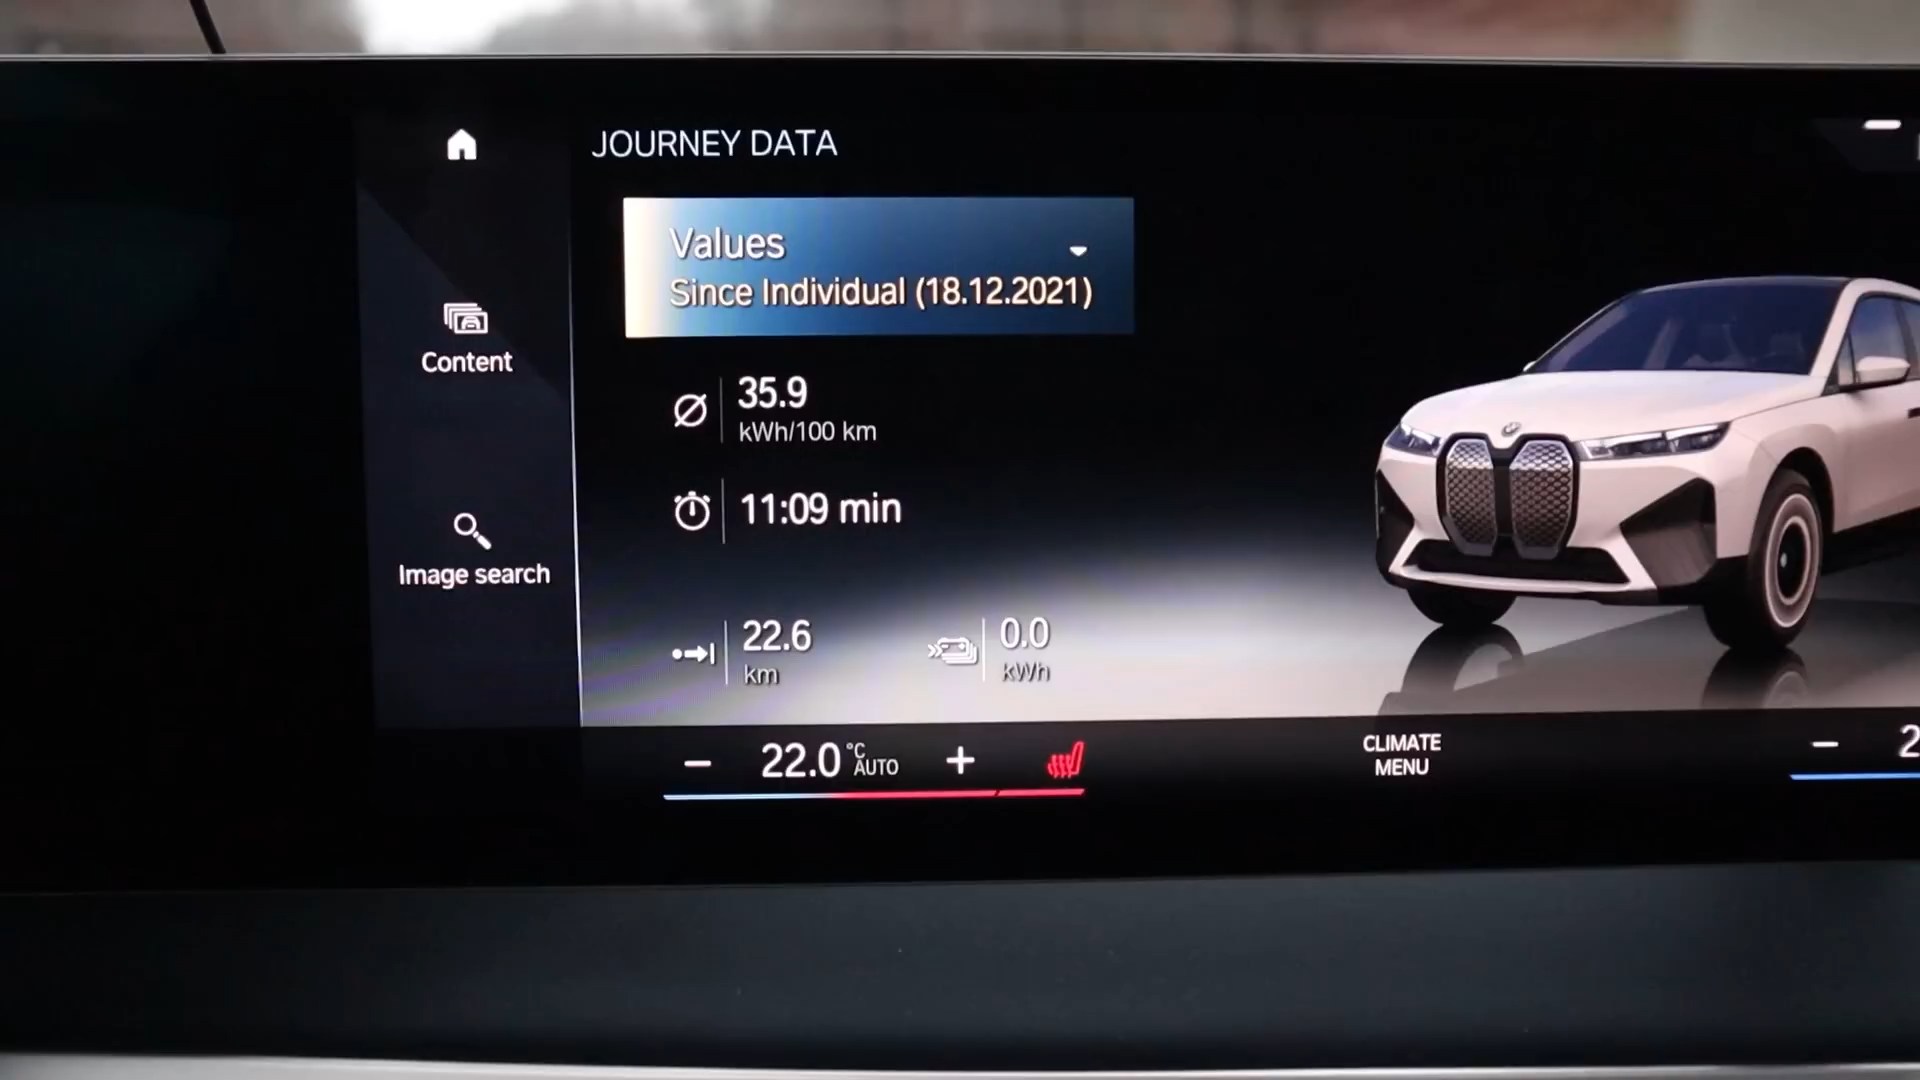 JOURNEY DATA
Values
Since Individual (18.12.2021)
Content
35.9
kWh/100 km
11:09 min
Image search
22.6
km
0.0
kWh
− 22.0 °C AUTO +
CLIMATE
MENU
− 2